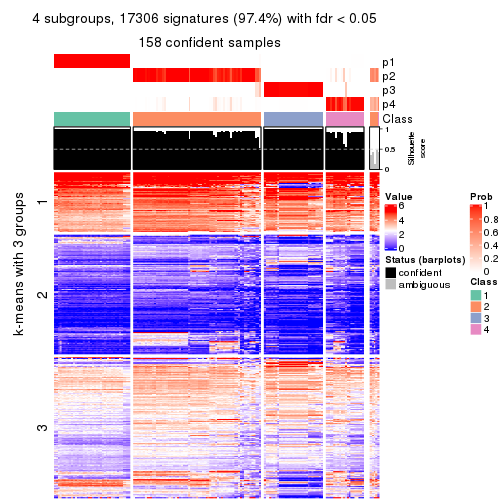 4 subgroups, 17306 signatures (97.4%) with fdr < 0.05
158 confident samples
p1
p2
p3
p4
Class
1
0.5
0
Silhouette
score
k-means with 3 groups
1
2
3
Value
6
4
2
0
Status (barplots)
confident
ambiguous
Prob
1
0.8
0.6
0.4
0.2
0
Class
1
2
3
4